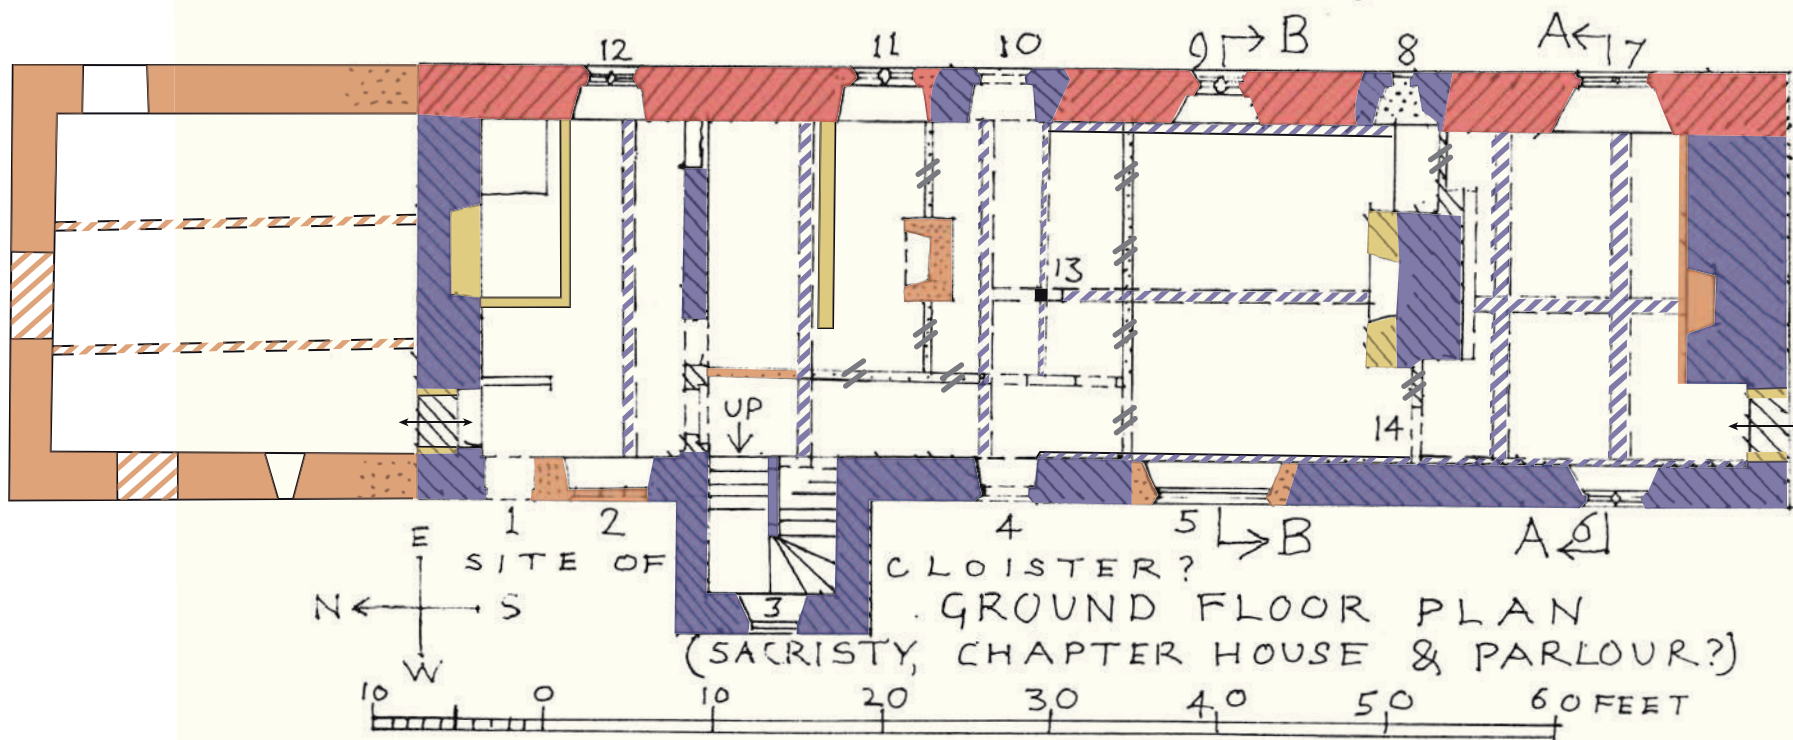 12 11 10 9 B 8 A 7
13
UP
14
1 2 4 5 B A 6
E
SITE OF CLOISTER?
N S
3
GROUND FLOOR PLAN
W
(SACRISTY, CHAPTER HOUSE & PARLOUR?)
10 0 10 20 30 40 50 60 FEET